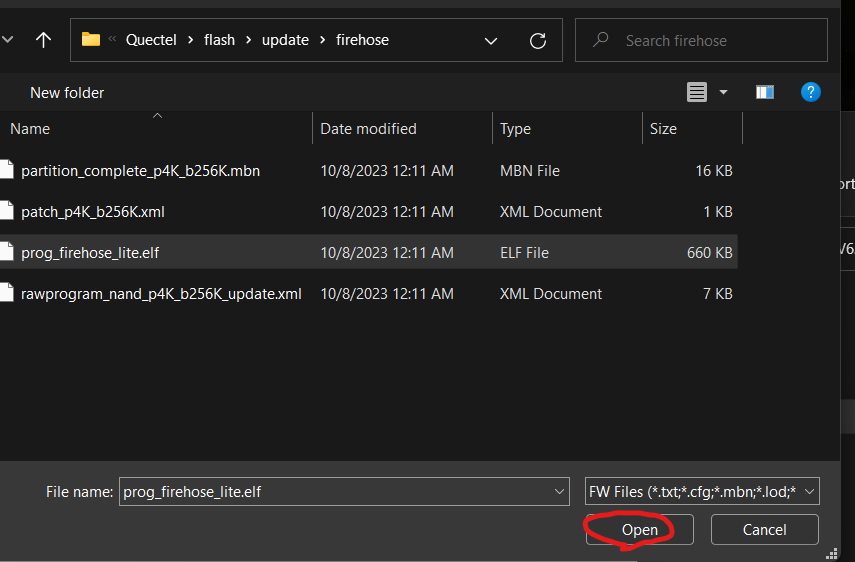 Quectel flash update firehose
Search firehose
New folder
Name Date modified Type Size
partition_complete_p4K_b256K.mbn 10/8/2023 12:11 AM MBN File 16 KB
patch_p4K_b256K.xml 10/8/2023 12:11 AM XML Document 1 KB
prog_firehose_lite.elf 10/8/2023 12:11 AM ELF File 660 KB
rawprogram_nand_p4K_b256K_update.xml 10/8/2023 12:11 AM XML Document 7 KB
File name: prog_firehose_lite.elf FW Files (*.txt;*.cfg;*.mbn;*.lod;*
Open Cancel